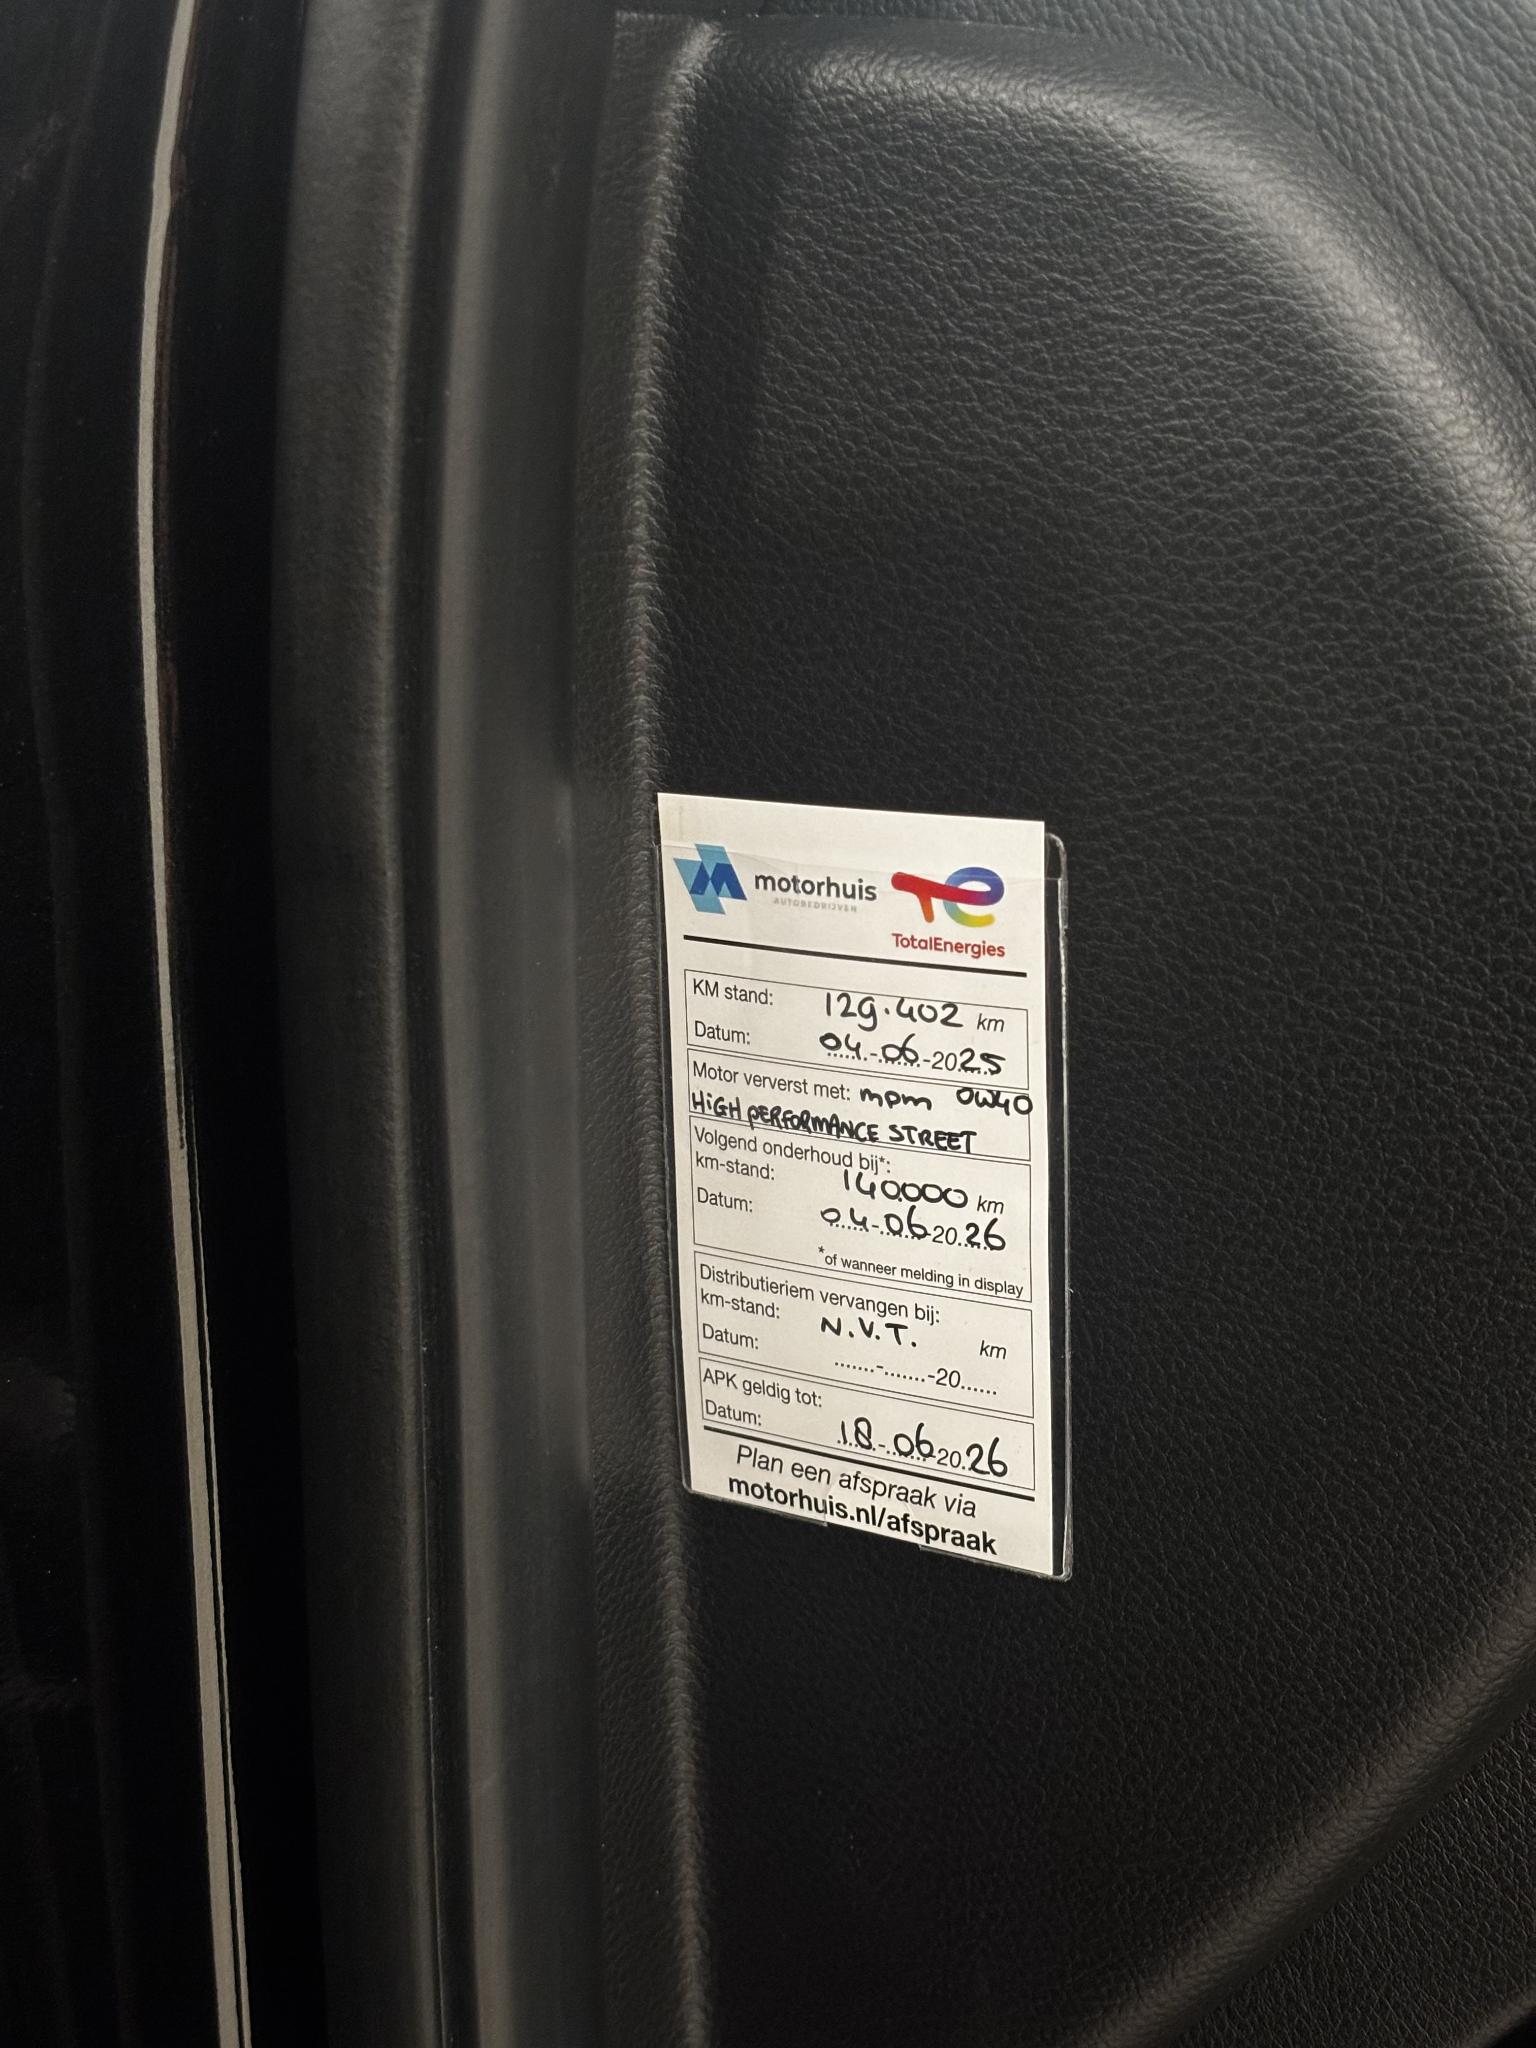 motorhuis
AUTOBEDRIJVEN
TotalEnergies
KM stand: 129.402 km
Datum: 04-06-2025
Motor ververst met: mpm 0W40
HIGH PERFORMANCE STREET
Volgend onderhoud bij*:
km-stand: 140.000 km
Datum: 04-06-2026
*of wanneer melding in display
Distributieriem vervangen bij:
km-stand: N.V.T. km
Datum: .......-.......-20......
APK geldig tot:
Datum: 18-06-2026
Plan een afspraak via
motorhuis.nl/afspraak